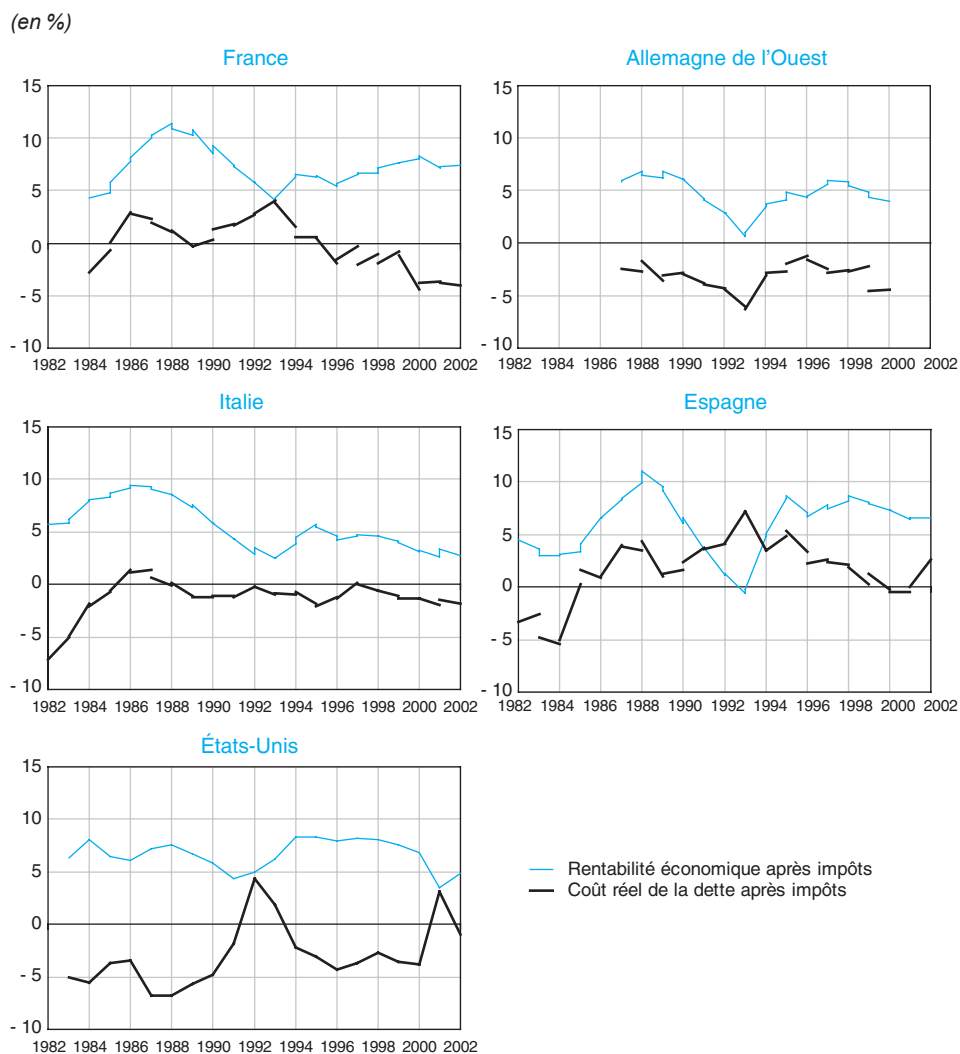 (en %)
France
15
10
5
0
- 5
- 10
1982 1984 1986 1988 1990 1992 1994 1996 1998 2000 2002
Allemagne de l'Ouest
15
10
5
0
- 5
- 10
1982 1984 1986 1988 1990 1992 1994 1996 1998 2000 2002
Italie
15
10
5
0
- 5
- 10
1982 1984 1986 1988 1990 1992 1994 1996 1998 2000 2002
Espagne
15
10
5
0
- 5
- 10
1982 1984 1986 1988 1990 1992 1994 1996 1998 2000 2002
États-Unis
15
10
5
0
- 5
- 10
1982 1984 1986 1988 1990 1992 1994 1996 1998 2000 2002
Rentabilité économique après impôts
Coût réel de la dette après impôts